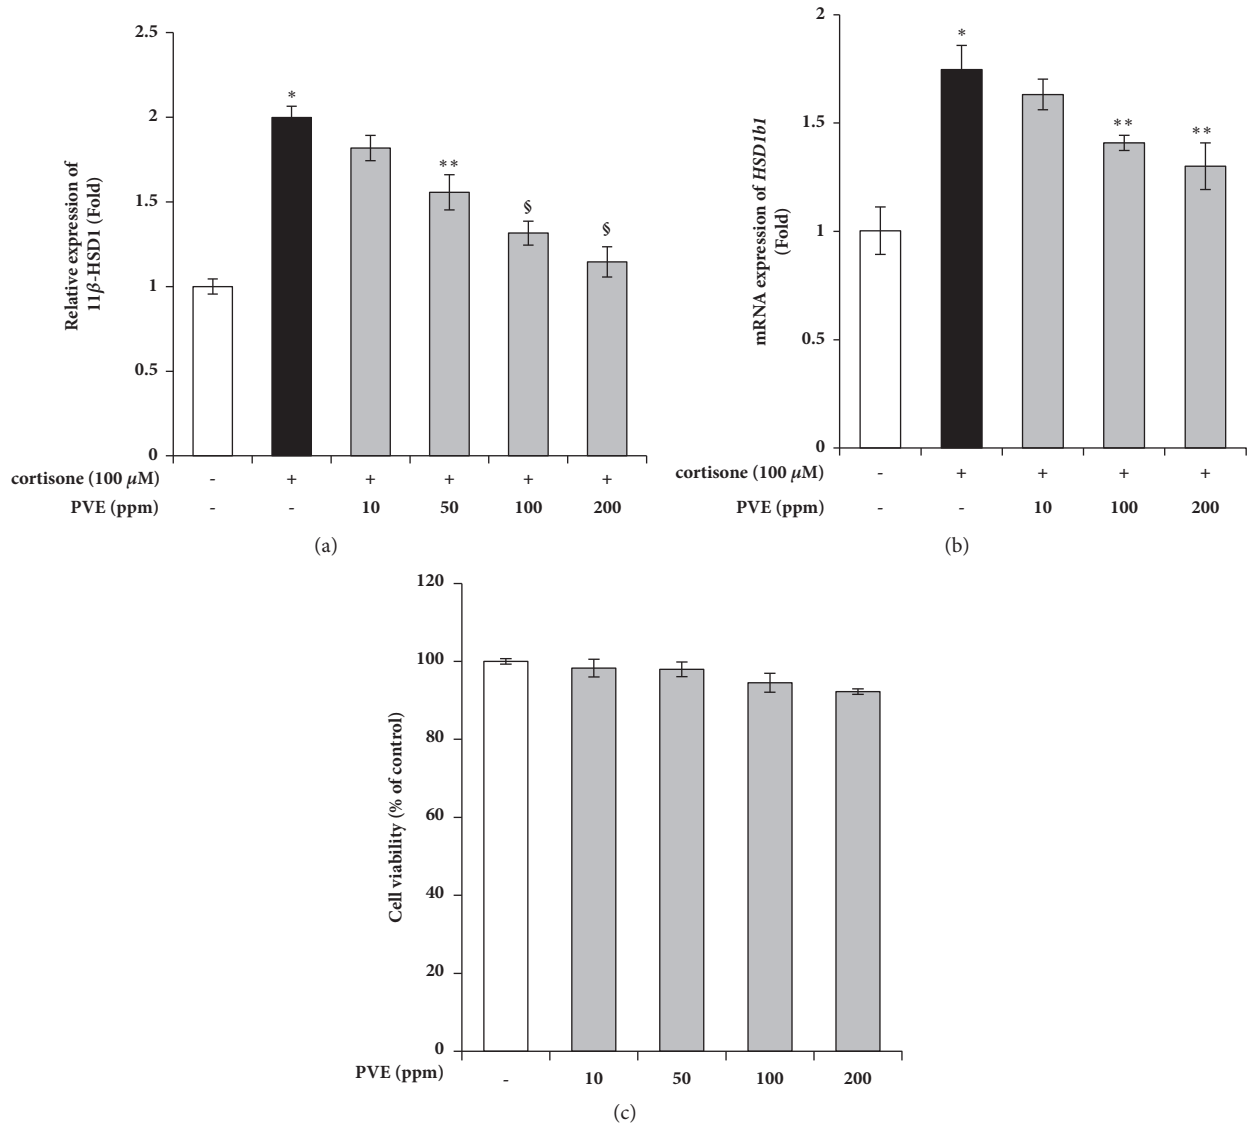 2.5
2
1.5
1
0.5
0
Relative expression of
11β-HSD1 (Fold)
*
**
§
§
cortisone (100 μM) - + + + + +
PVE (ppm) - - 10 50 100 200
(a)
2
1.5
1
0.5
0
mRNA expression of HSD1b1
(Fold)
*
**
**
cortisone (100 μM) - + + + +
PVE (ppm) - - 10 100 200
(b)
120
100
80
60
40
20
0
Cell viability (% of control)
PVE (ppm) - 10 50 100 200
(c)